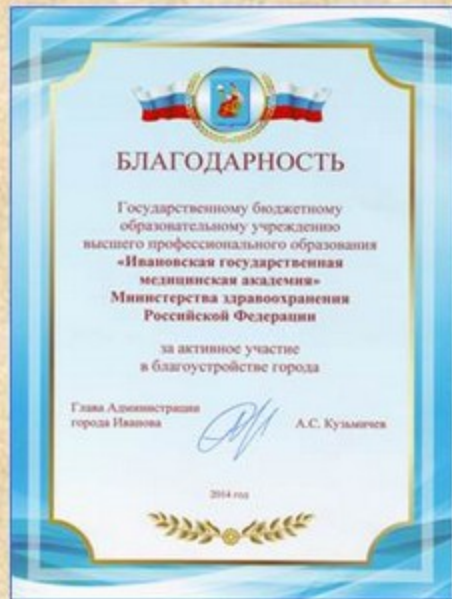 БЛАГОДАРНОСТЬ
Государственному бюджетному
образовательному учреждению
высшего профессионального образования
«Ивановская государственная
медицинская академия»
Министерства здравоохранения
Российской Федерации
за активное участие
в благоустройстве города
Глава Администрации
города Иванова
А.С. Кузьмичев
2014 год